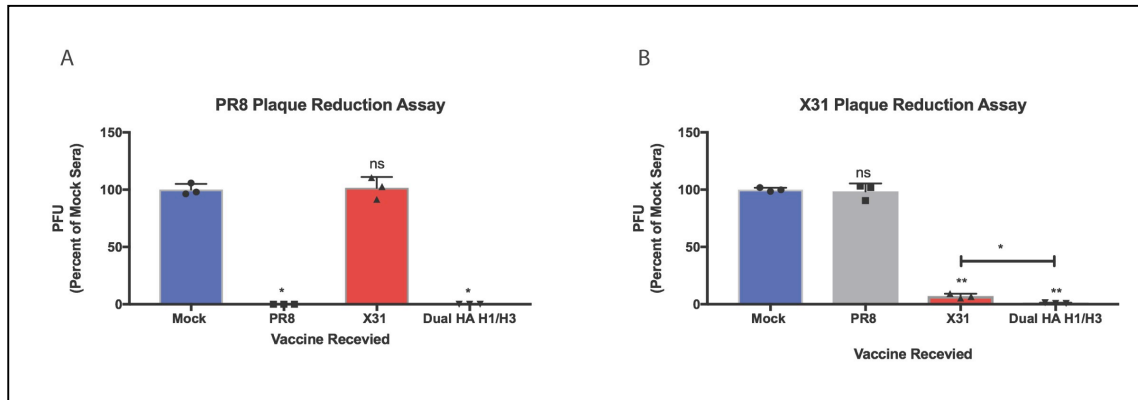 A
PR8 Plaque Reduction Assay
PFU
(Percent of Mock Sera)
150
100
50
0
ns
*
*
Mock
PR8
X31
Dual HA H1/H3
Vaccine Recevied
B
X31 Plaque Reduction Assay
PFU
(Percent of Mock Sera)
150
100
50
0
ns
*
**
**
Mock
PR8
X31
Dual HA H1/H3
Vaccine Recevied